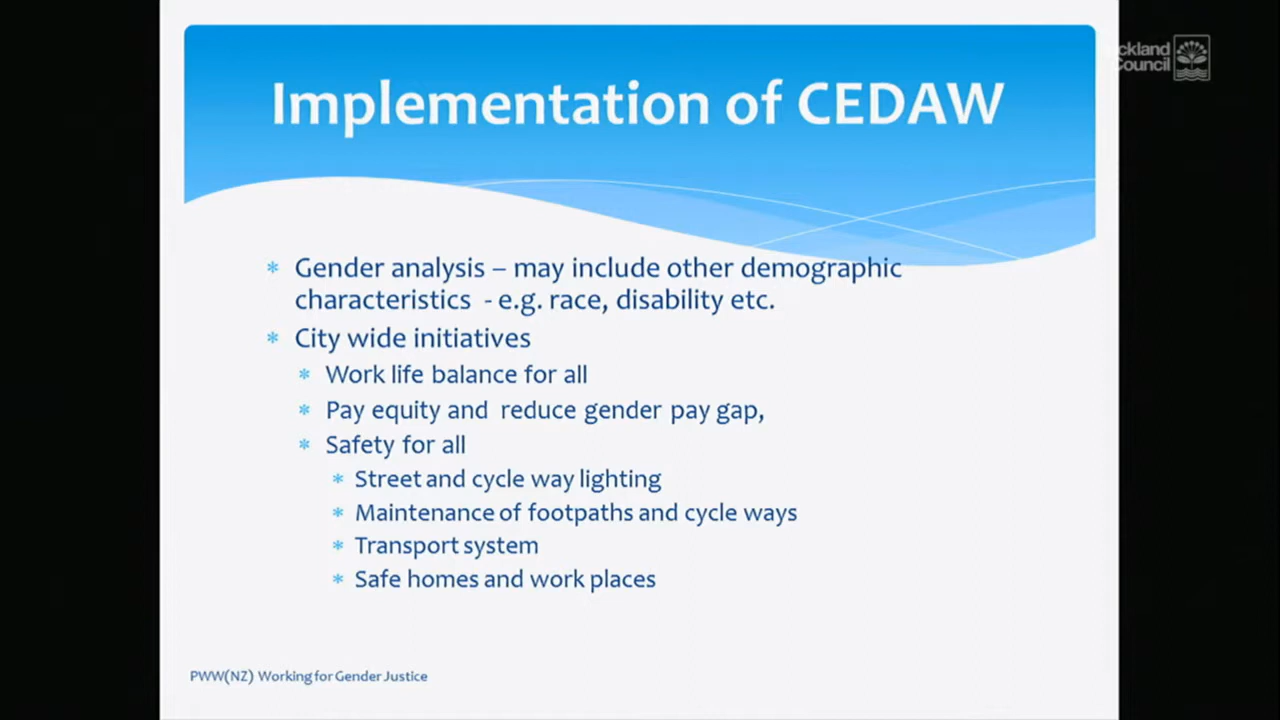 Implementation of CEDAW
ckland
Council
* Gender analysis – may include other demographic
characteristics - e.g. race, disability etc.
* City wide initiatives
* Work life balance for all
* Pay equity and reduce gender pay gap,
* Safety for all
* Street and cycle way lighting
* Maintenance of footpaths and cycle ways
* Transport system
* Safe homes and work places
PWW(NZ) Working for Gender Justice